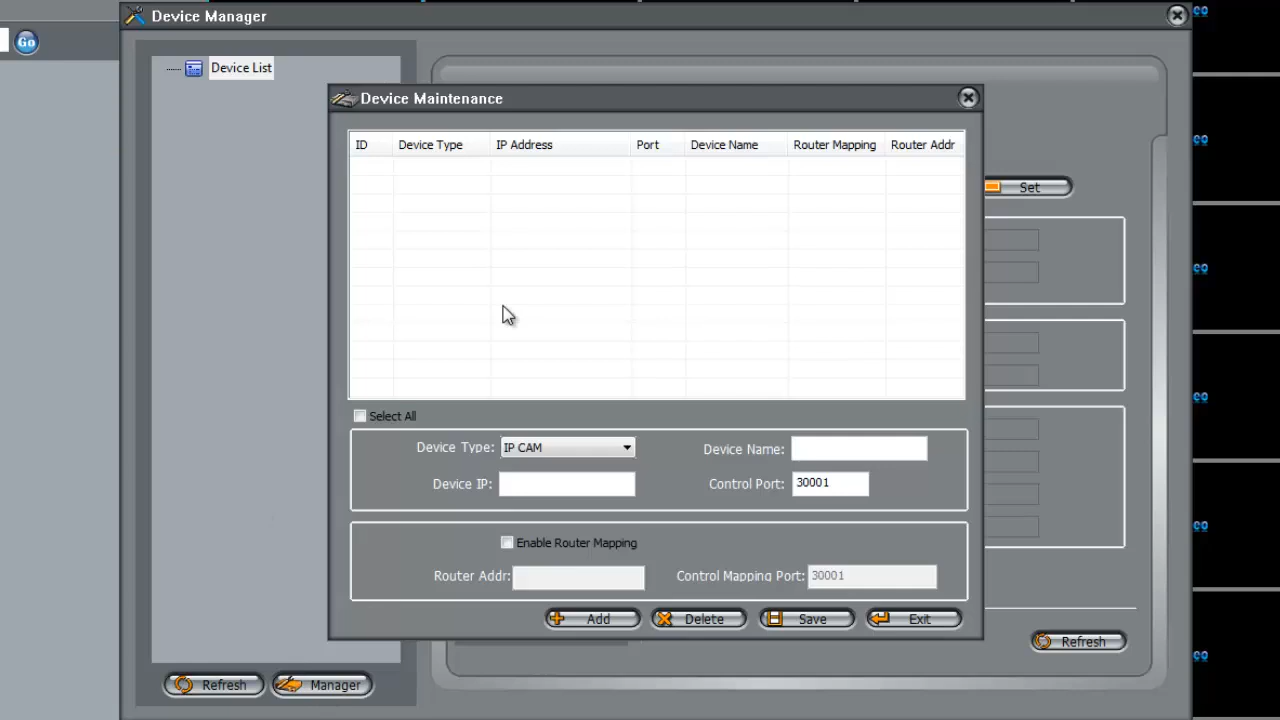 Device Manager
Go
Device List
Device Maintenance
ID Device Type IP Address Port Device Name Router Mapping Router Addr
Set
Select All
Device Type: IP CAM Device Name:
Device IP: Control Port: 30001
Enable Router Mapping
Router Addr: Control Mapping Port: 30001
Add Delete Save Exit
Refresh
Refresh Manager